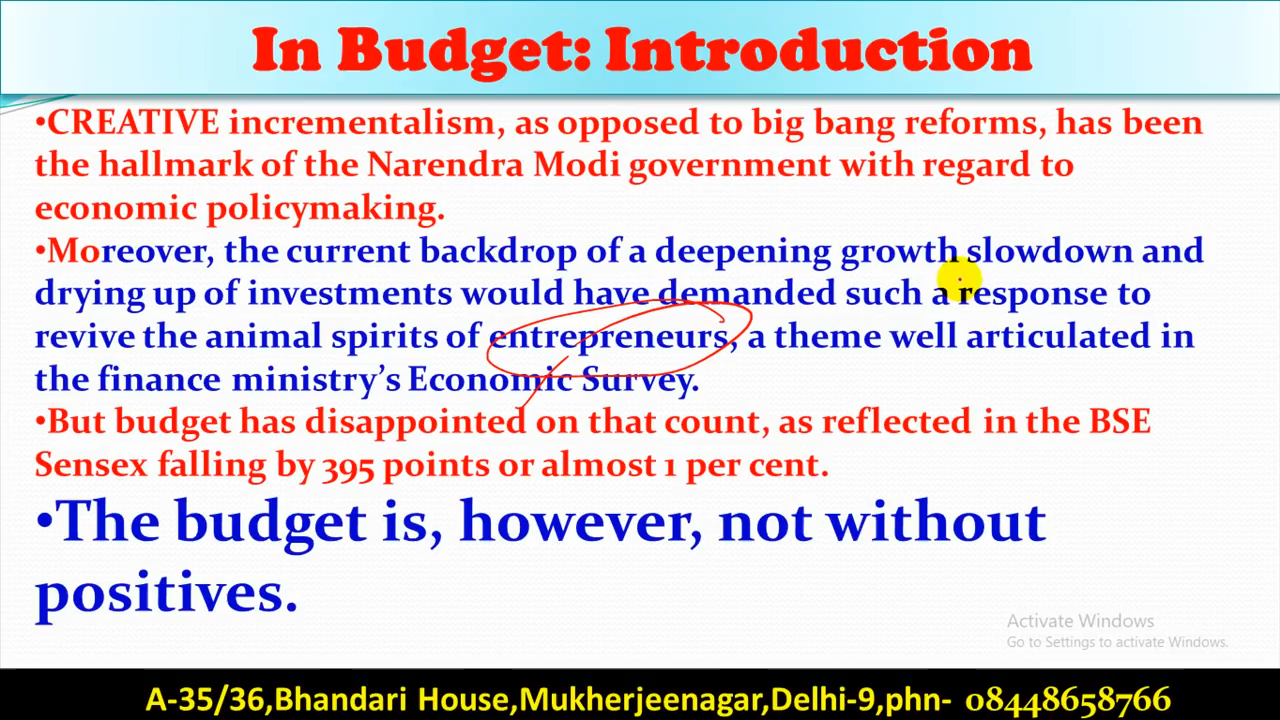 In Budget: Introduction
•CREATIVE incrementalism, as opposed to big bang reforms, has been
the hallmark of the Narendra Modi government with regard to
economic policymaking.
•Moreover, the current backdrop of a deepening growth slowdown and
drying up of investments would have demanded such a response to
revive the animal spirits of entrepreneurs, a theme well articulated in
the finance ministry’s Economic Survey.
•But budget has disappointed on that count, as reflected in the BSE
Sensex falling by 395 points or almost 1 per cent.
•The budget is, however, not without
positives.
Activate Windows
Go to Settings to activate Windows.
A-35/36,Bhandari House,Mukherjeenagar,Delhi-9,phn- 08448658766